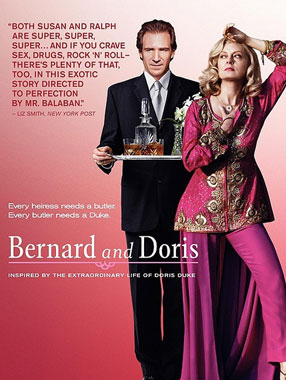 "BOTH SUSAN AND RALPH
ARE SUPER, SUPER,
SUPER... AND IF YOU CRAVE
SEX, DRUGS, ROCK 'N' ROLL–
THERE'S PLENTY OF THAT,
TOO, IN THIS EXOTIC
STORY DIRECTED
TO PERFECTION
BY MR. BALABAN."
– LIZ SMITH, NEW YORK POST
Every heiress needs a butler.
Every butler needs a Duke.
Bernard and Doris
INSPIRED BY THE EXTRAORDINARY LIFE OF DORIS DUKE